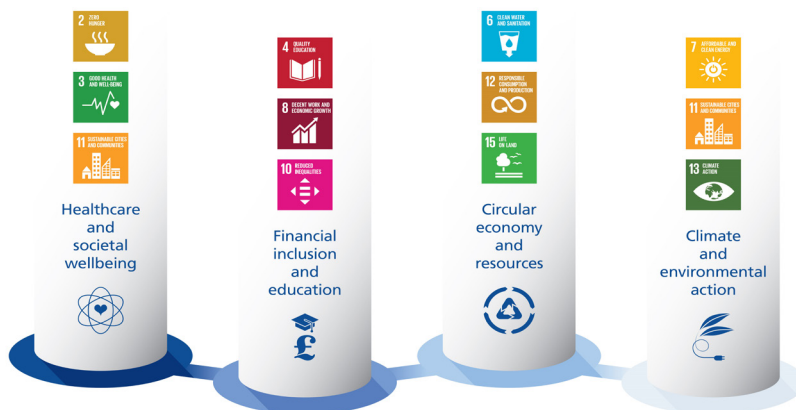 2 ZERO
HUNGER
3 GOOD HEALTH
AND WELL-BEING
11 SUSTAINABLE CITIES
AND COMMUNITIES
Healthcare
and
societal
wellbeing
4 QUALITY
EDUCATION
8 DECENT WORK AND
ECONOMIC GROWTH
10 REDUCED
INEQUALITIES
Financial
inclusion
and
education
£
6 CLEAN WATER
AND SANITATION
12 RESPONSIBLE
CONSUMPTION
AND PRODUCTION
15 LIFE
ON LAND
Circular
economy
and
resources
7 AFFORDABLE AND
CLEAN ENERGY
11 SUSTAINABLE CITIES
AND COMMUNITIES
13 CLIMATE
ACTION
Climate
and
environmental
action